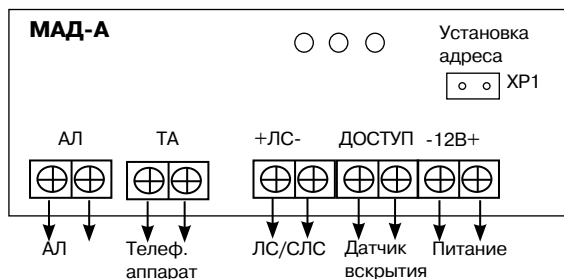 МАД-А
Установка
адреса
XP1
АЛ ТА +ЛС- ДОСТУП -12В+
АЛ Телеф. ЛС/СЛС Датчик Питание
аппарат вскрытия